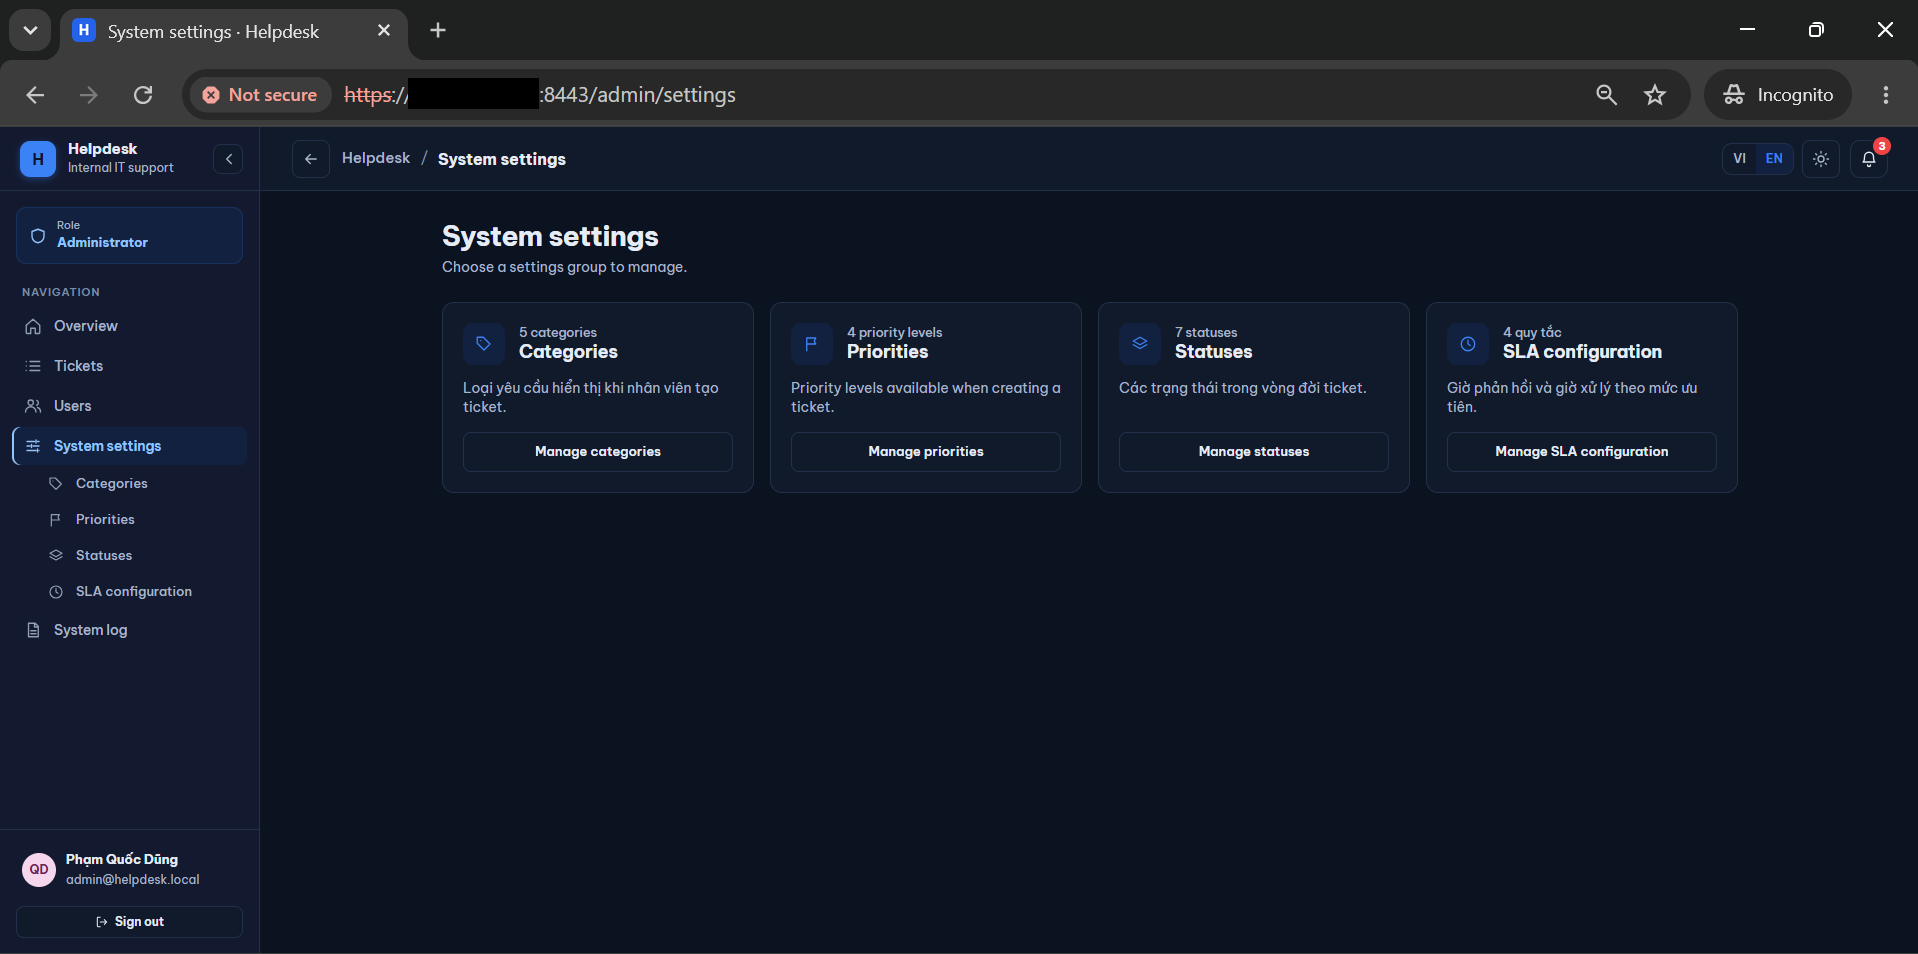 System settings · Helpdesk
Not secure
https://
:8443/admin/settings
Incognito
H
Helpdesk
Internal IT support
Helpdesk / System settings
VI
EN
3
Role
Administrator
NAVIGATION
Overview
Tickets
Users
System settings
Categories
Priorities
Statuses
SLA configuration
System log
System settings
Choose a settings group to manage.
5 categories
Categories
Loại yêu cầu hiển thị khi nhân viên tạo
ticket.
Manage categories
4 priority levels
Priorities
Priority levels available when creating a
ticket.
Manage priorities
7 statuses
Statuses
Các trạng thái trong vòng đời ticket.
Manage statuses
4 quy tắc
SLA configuration
Giờ phản hồi và giờ xử lý theo mức ưu
tiên.
Manage SLA configuration
QD
Phạm Quốc Dũng
admin@helpdesk.local
Sign out